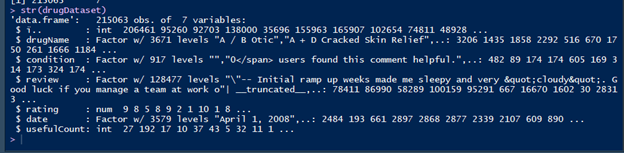 [1] 215063
> str(drugDataset)
'data.frame':   215063 obs. of  7 variables:
 $ i..        : int  206461 95260 92703 138000 35696 155963 165907 102654 74811 48928 ...
 $ drugName   : Factor w/ 3671 levels "A / B Otic","A + D Cracked Skin Relief",..: 3206 1435 1858 2292 516 670 17
50 261 1666 1184 ...
 $ condition  : Factor w/ 917 levels "","0</span> users found this comment helpful.",..: 482 89 174 174 605 169 3
14 173 324 174 ...
 $ review     : Factor w/ 128477 levels "\"-- Initial ramp up weeks made me sleepy and very &quot;cloudy&quot;. G
ood luck if you manage a team at work o"| __truncated__,..: 78411 86990 58289 100159 95291 667 16670 1602 30 2831
3 ...
 $ rating     : num  9 8 5 8 9 2 1 10 1 8 ...
 $ date       : Factor w/ 3579 levels "April 1, 2008",..: 2484 193 661 2897 2868 2877 2339 2107 609 890 ...
 $ usefulCount: int  27 192 17 10 37 43 5 32 11 1 ...
>